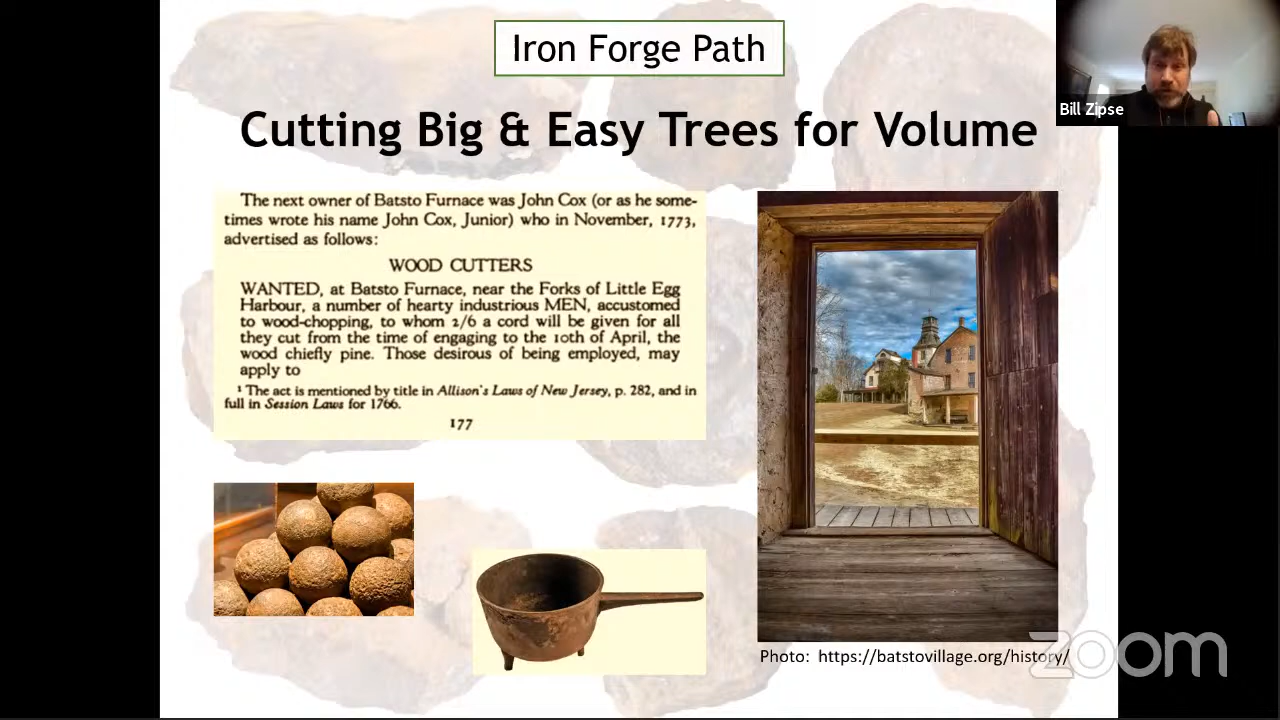 Iron Forge Path
Bill Zipse
Cutting Big & Easy Trees for Volume
The next owner of Batsto Furnace was John Cox (or as he some-
times wrote his name John Cox, Junior) who in November, 1773,
advertised as follows:
WOOD CUTTERS
WANTED, at Batsto Furnace, near the Forks of Little Egg
Harbour, a number of hearty industrious MEN, accustomed
to wood-chopping, to whom 2/6 a cord will be given for all
they cut from the time of engaging to the 10th of April, the
wood chiefly pine. Those desirous of being employed, may
apply to
¹ The act is mentioned by title in Allison's Laws of New Jersey, p. 282, and in
full in Session Laws for 1766.
177
Photo: https://batstovillage.org/history/
zoom